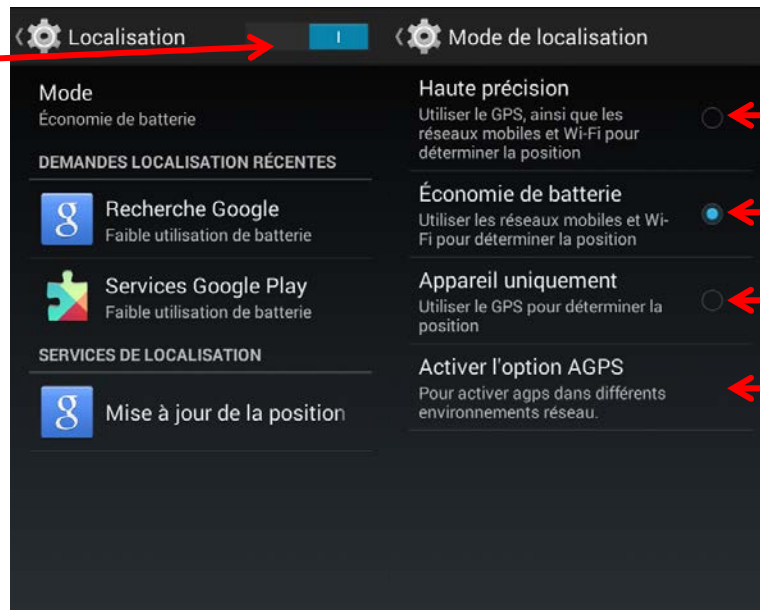 Localisation
Mode
Économie de batterie
DEMANDES LOCALISATION RÉCENTES
g
Recherche Google
Faible utilisation de batterie
Services Google Play
Faible utilisation de batterie
SERVICES DE LOCALISATION
g
Mise à jour de la position
Mode de localisation
Haute précision
Utiliser le GPS, ainsi que les
réseaux mobiles et Wi-Fi pour
déterminer la position
Économie de batterie
Utiliser les réseaux mobiles et Wi-
Fi pour déterminer la position
Appareil uniquement
Utiliser le GPS pour déterminer la
position
Activer l'option AGPS
Pour activer agps dans différents
environnements réseau.